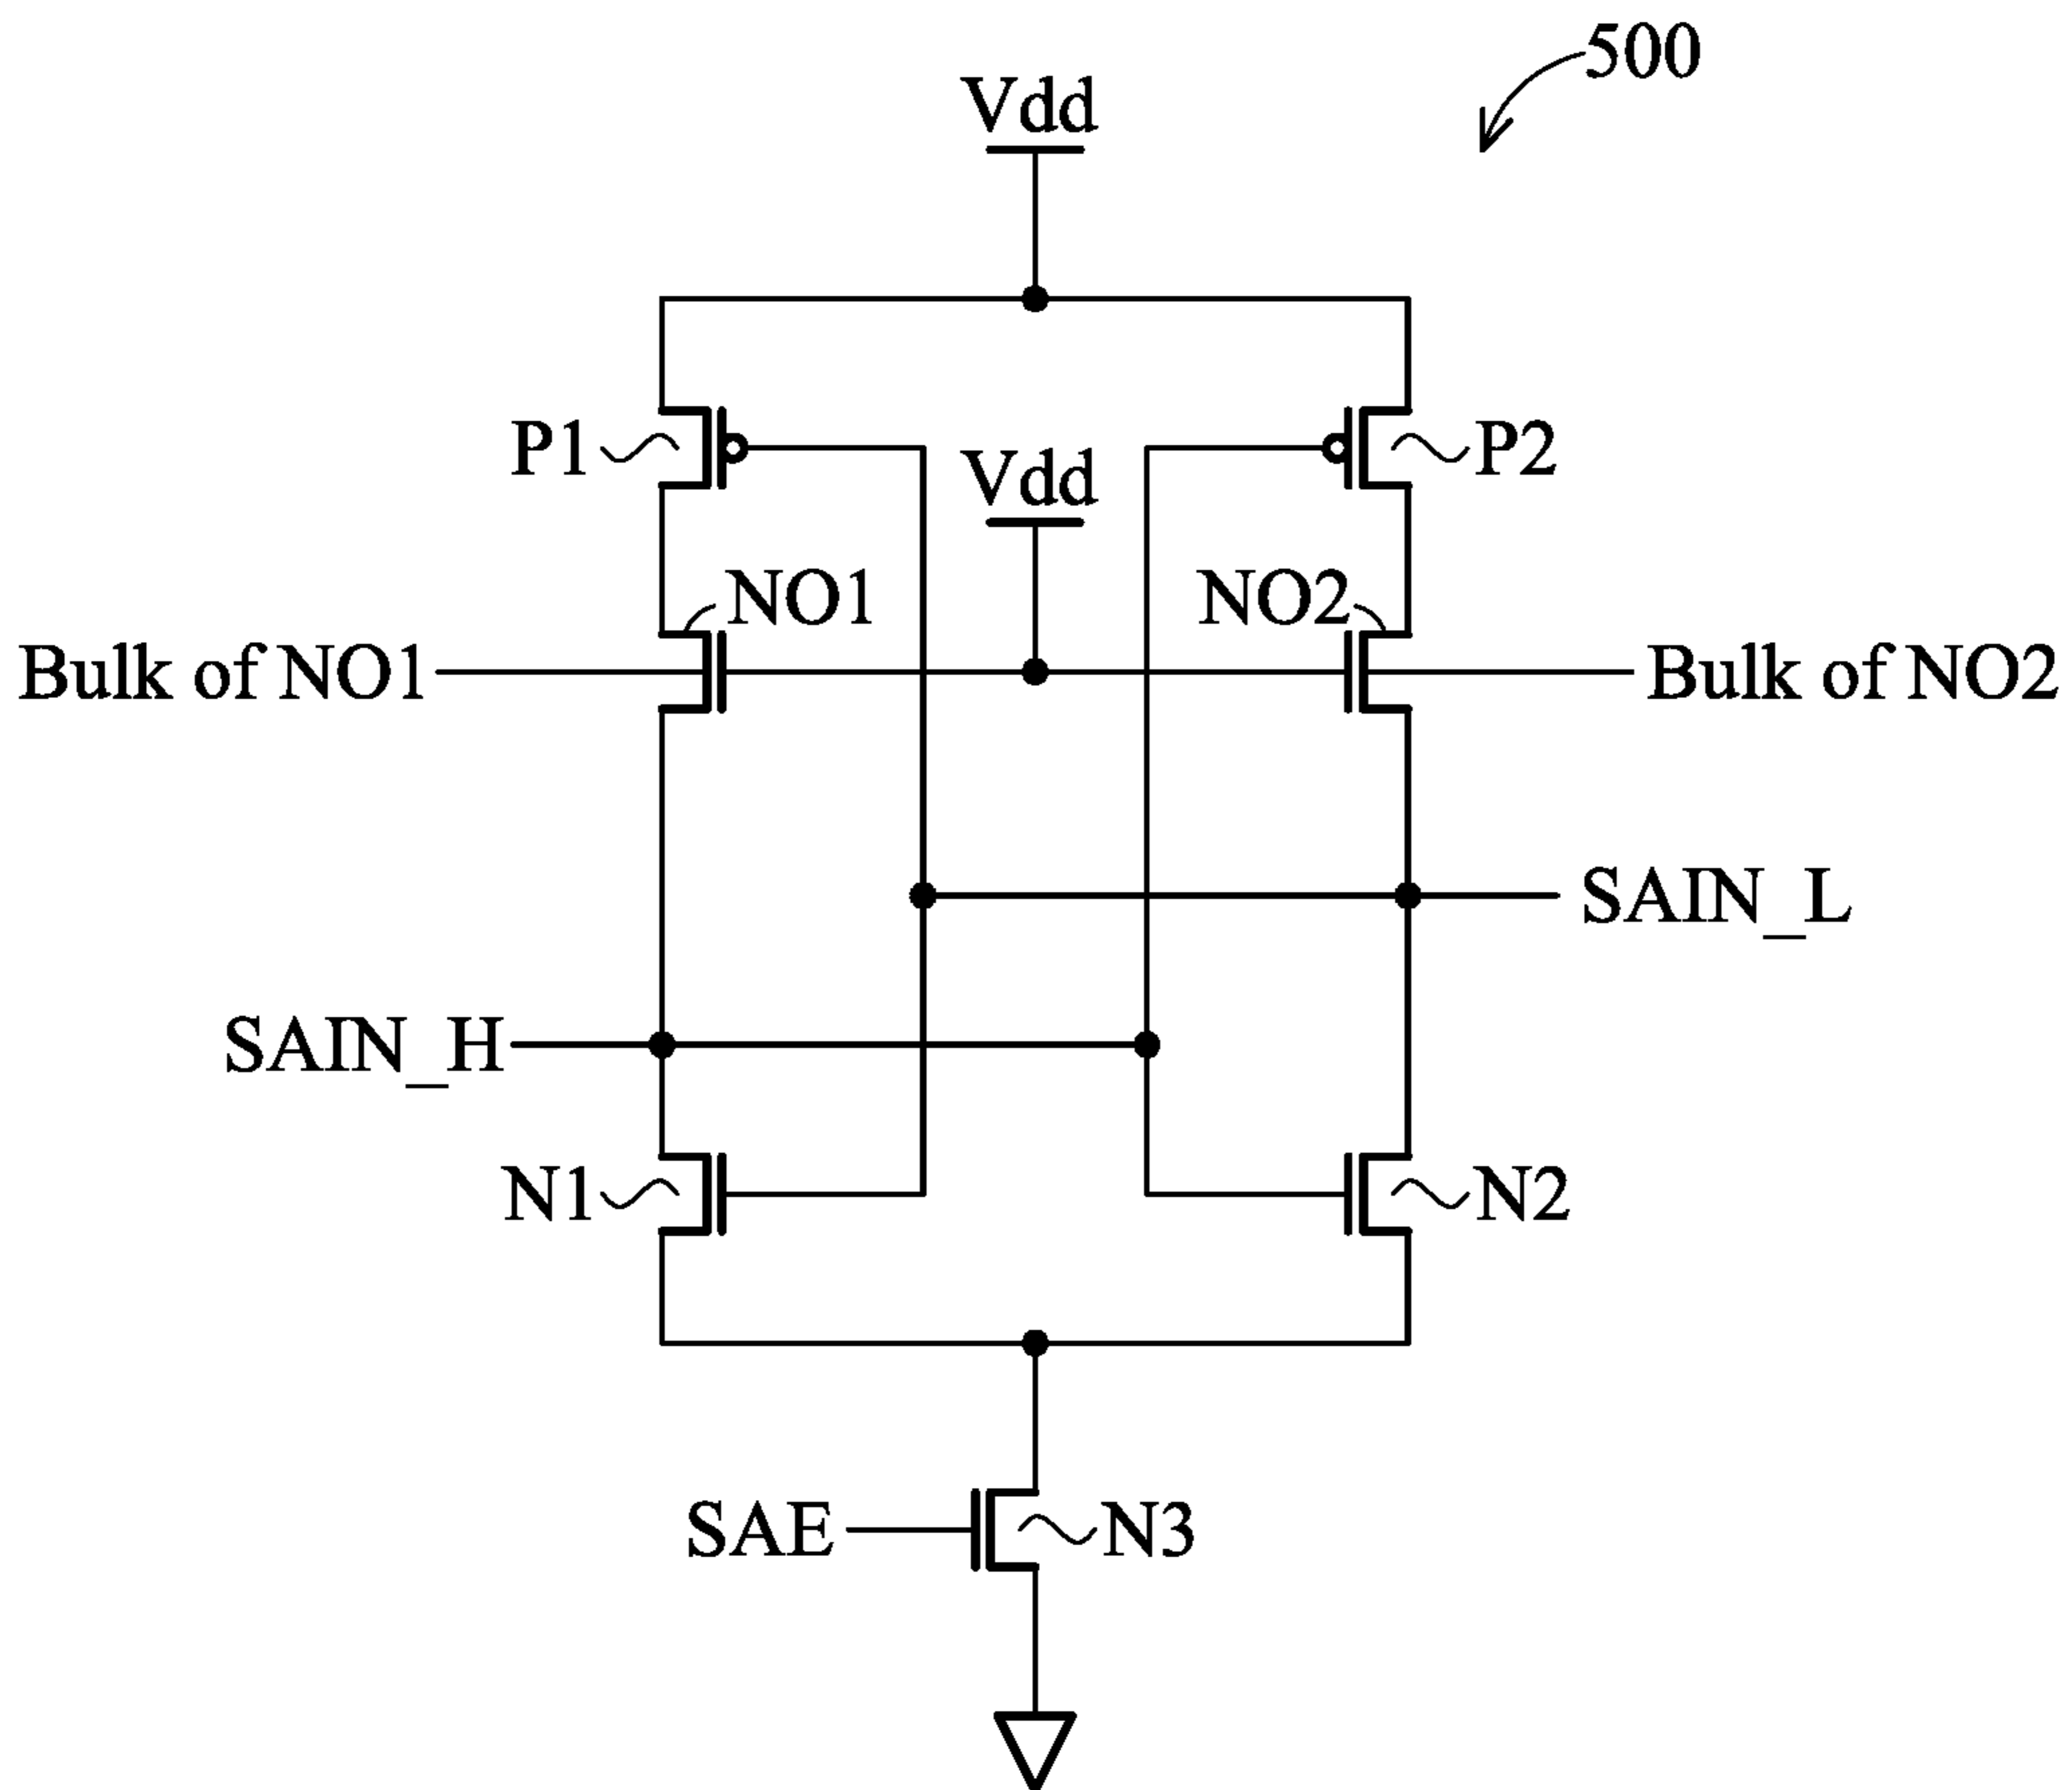 500
Vdd
P1
P2
Vdd
NO1
NO2
Bulk of NO1
Bulk of NO2
SAIN_L
SAIN_H
N1
N2
SAE
N3